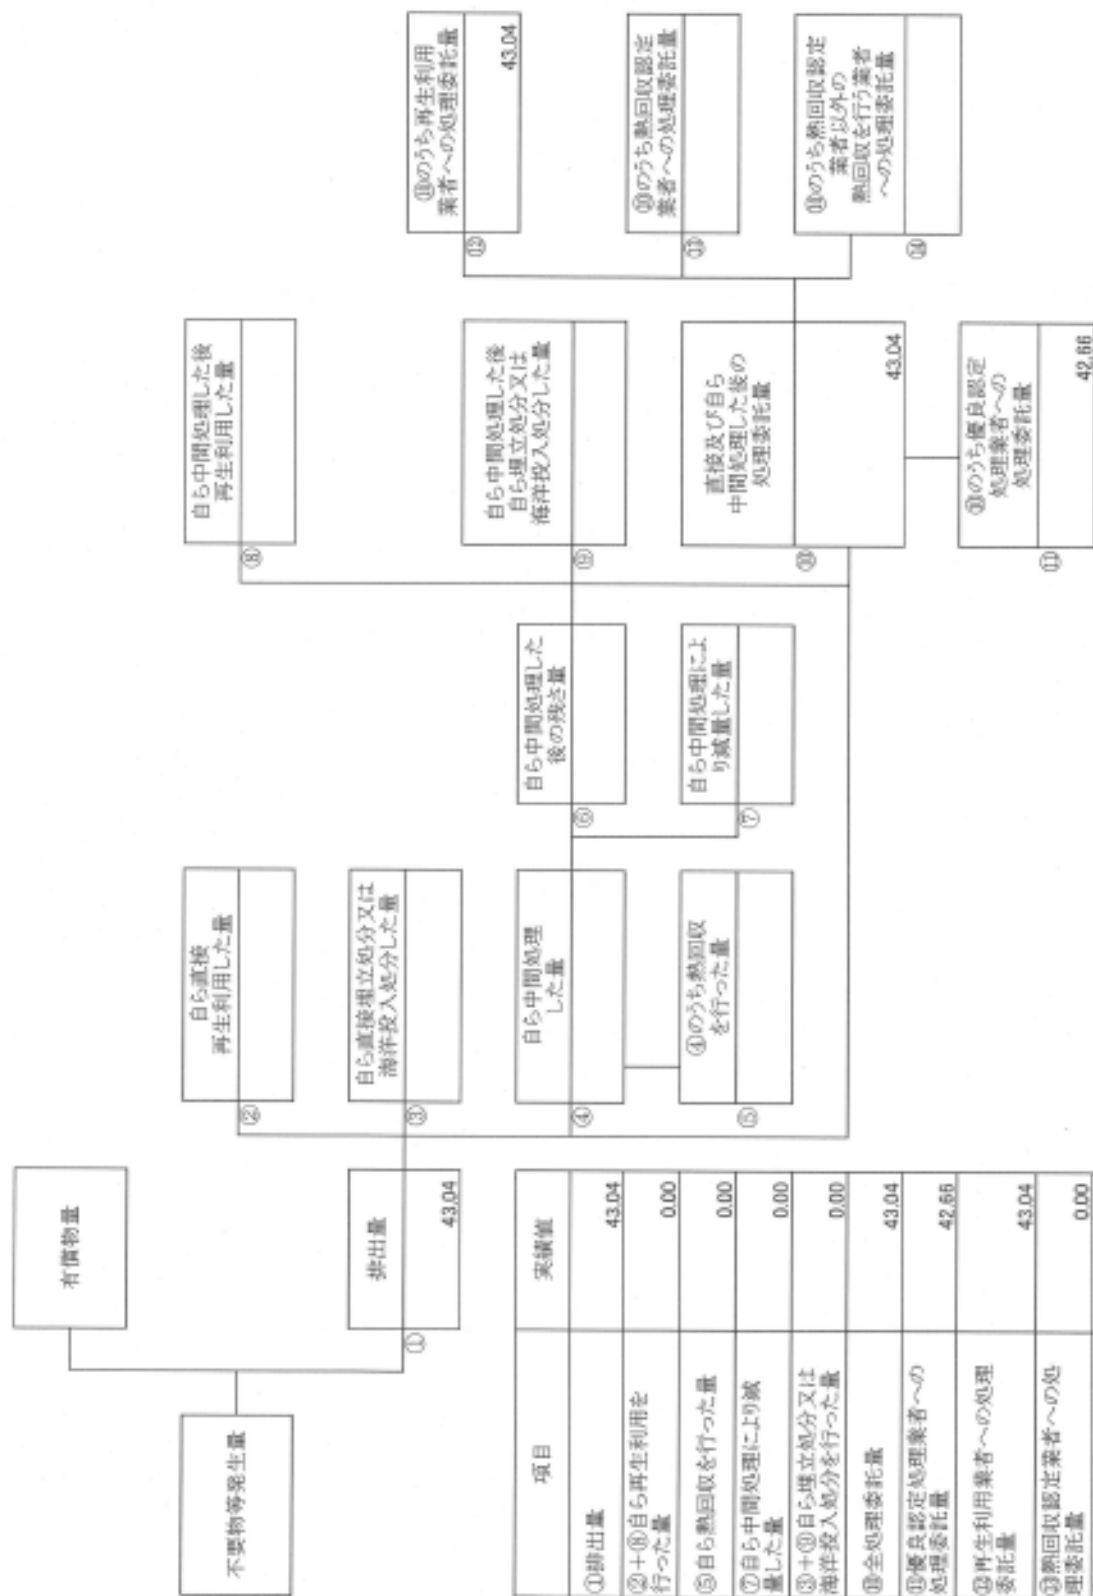 不要物等発生量
有償物量
排出量
①
43.04
②
自ら直接
再生利用した量
③
自ら直接埋立処分又は
海洋投入処分した量
④
自ら中間処理
した量
⑤
④のうち熱回収
を行った量
⑥
自ら中間処理した
後の残さ量
⑦
自ら中間処理によ
り減量した量
⑧
自ら中間処理した後
再生利用した量
⑨
自ら中間処理した後
自ら埋立処分又は
海洋投入処分した量
⑩
直接及び自ら
中間処理した後の
処理委託量
43.04
⑪
⑩のうち優良認定
処理業者への
処理委託量
42.66
⑫
⑩のうち再生利用
業者への処理委託量
43.04
⑬
⑩のうち熱回収認定
業者への処理委託量
⑭
⑩のうち熱回収認定
業者以外の
熱回収を行う業者
への処理委託量
項目
実績値
①排出量
43.04
②+⑧自ら再生利用を
行った量
0.00
⑤自ら熱回収を行った量
0.00
⑦自ら中間処理により減
量した量
0.00
③+⑨自ら埋立処分又は
海洋投入処分を行った量
0.00
⑩全処理委託量
43.04
⑪優良認定処理業者への
処理委託量
42.66
⑫再生利用業者への処理
委託量
43.04
⑬熱回収認定業者への処
理委託量
0.00